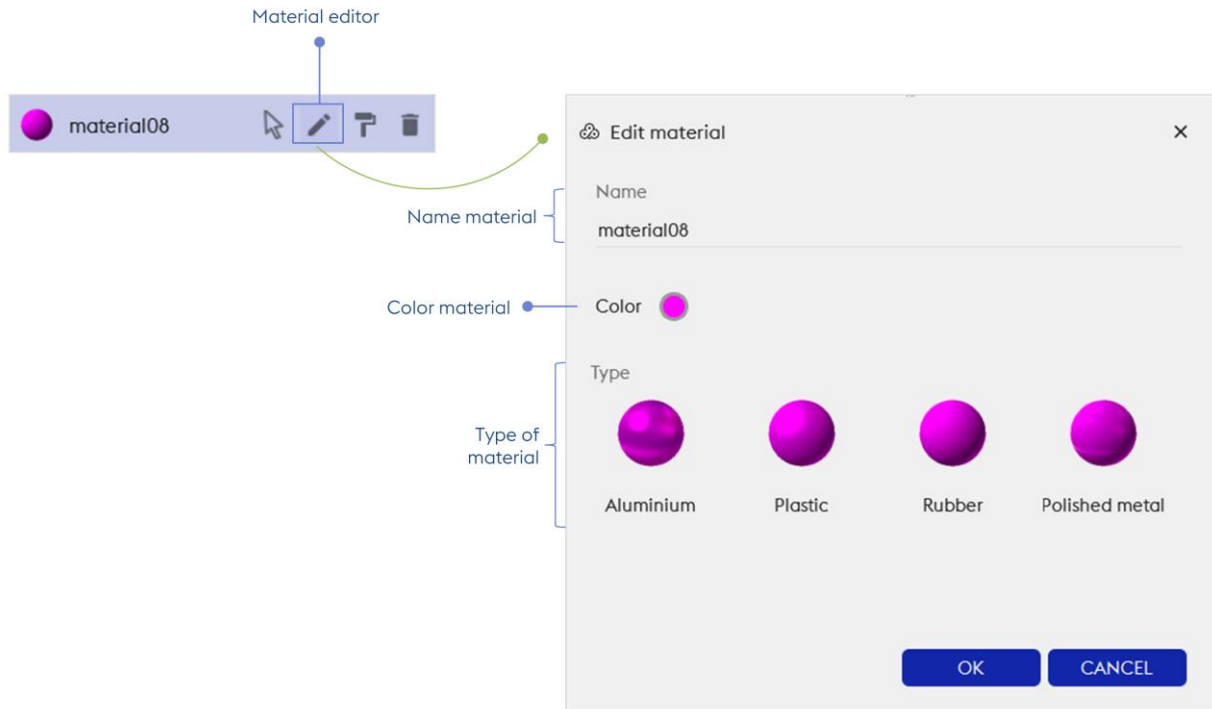 Material editor
material08
Edit material
Name
Name material
material08
Color material
Color
Type
Type of
material
Aluminium
Plastic
Rubber
Polished metal
OK
CANCEL